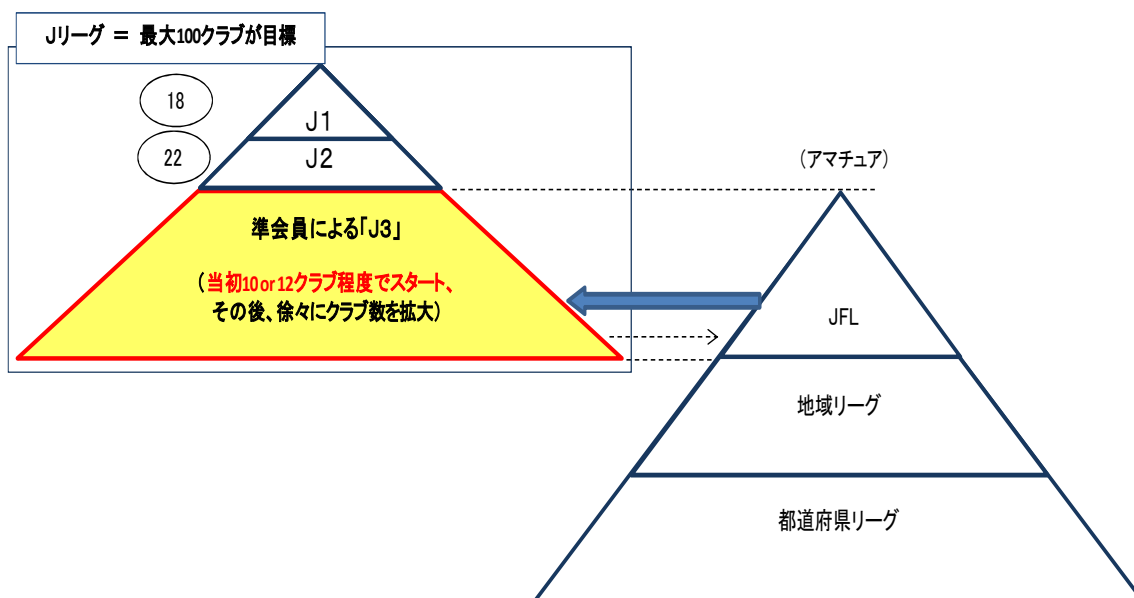 Jリーグ = 最大100クラブが目標
18
J1
22
J2
準会員による「J3」
(当初10 or 12クラブ程度でスタート、
その後、徐々にクラブ数を拡大)
(アマチュア)
JFL
地域リーグ
都道府県リーグ